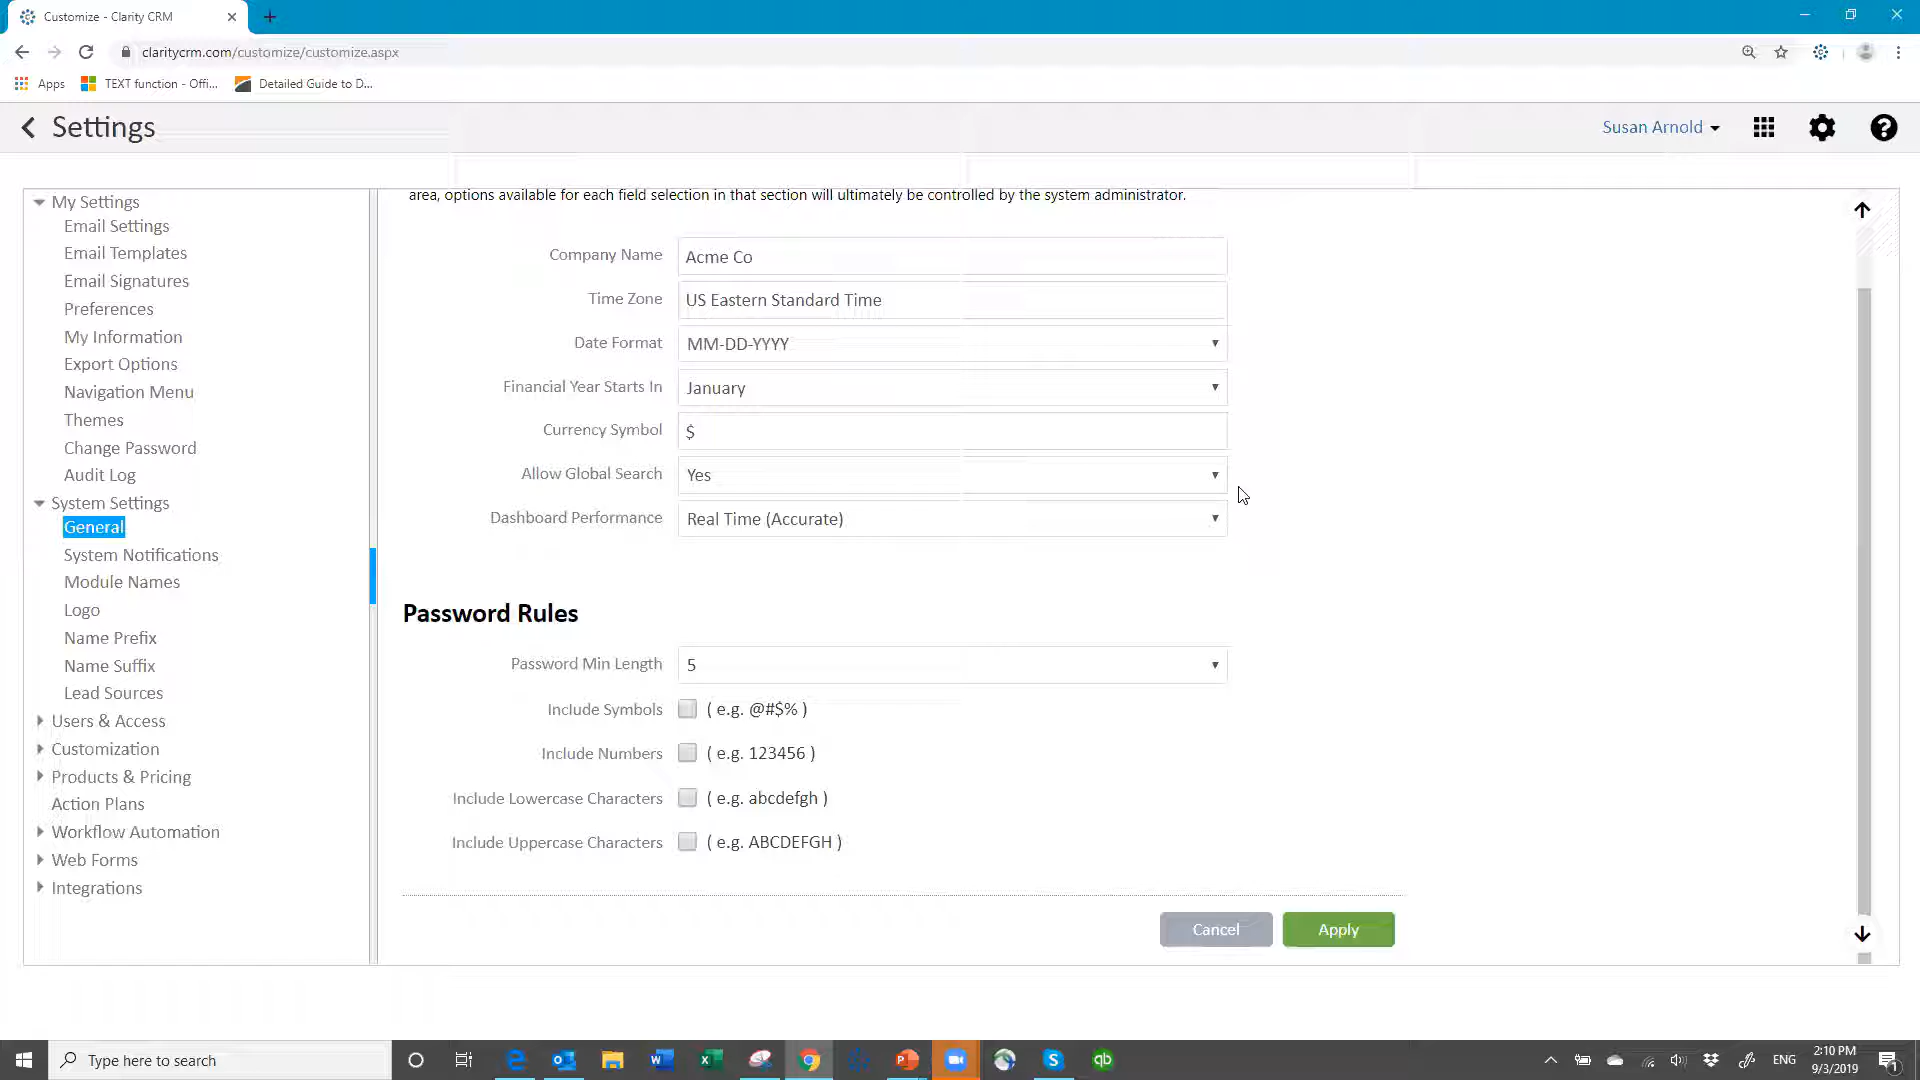 Customize - Clarity CRM
claritycrm.com/customize/customize.aspx
Apps
TEXT function - Offi...
Detailed Guide to D...
Settings
Susan Arnold
My Settings
Email Settings
Email Templates
Email Signatures
Preferences
My Information
Export Options
Navigation Menu
Themes
Change Password
Audit Log
System Settings
General
System Notifications
Module Names
Logo
Name Prefix
Name Suffix
Lead Sources
Users & Access
Customization
Products & Pricing
Action Plans
Workflow Automation
Web Forms
Integrations
area, options available for each field selection in that section will ultimately be controlled by the system administrator.
Company Name Acme Co
Time Zone US Eastern Standard Time
Date Format MM-DD-YYYY
Financial Year Starts In January
Currency Symbol $
Allow Global Search Yes
Dashboard Performance Real Time (Accurate)
Password Rules
Password Min Length 5
Include Symbols ( e.g. @#$% )
Include Numbers ( e.g. 123456 )
Include Lowercase Characters ( e.g. abcdefgh )
Include Uppercase Characters ( e.g. ABCDEFGH )
Cancel Apply
Type here to search
ENG
2:10 PM
9/3/2019